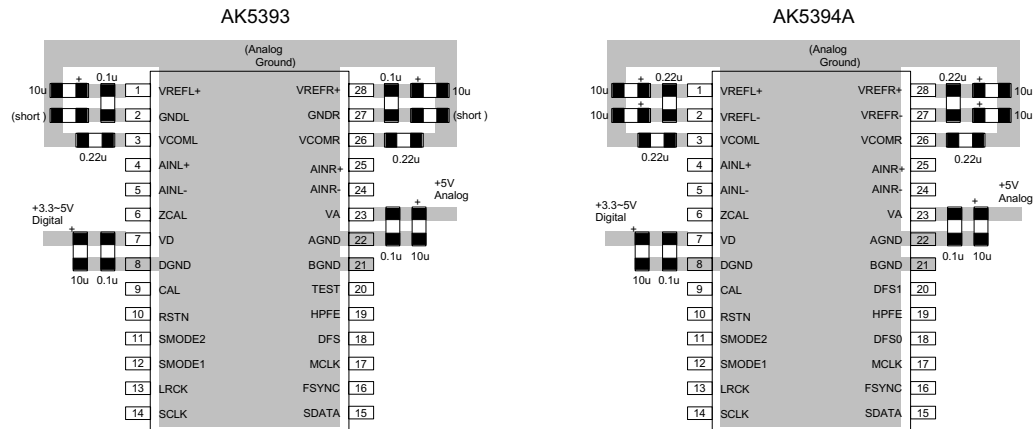 AK5393
(Analog
Ground)
10u
+
0.1u
1
VREFL+
VREFR+
28
0.1u
+
10u
(short )
2
GNDL
GNDR
27
(short )
3
VCOML
VCOMR
26
0.22u
0.22u
4
AINL+
AINR+
25
5
AINL-
AINR-
24
+5V
Analog
+3.3~5V
Digital
6
ZCAL
VA
23
+
+
7
VD
AGND
22
0.1u
10u
8
DGND
BGND
21
10u
0.1u
9
CAL
TEST
20
10
RSTN
HPFE
19
11
SMODE2
DFS
18
12
SMODE1
MCLK
17
13
LRCK
FSYNC
16
14
SCLK
SDATA
15
AK5394A
(Analog
Ground)
10u
+
0.22u
1
VREFL+
VREFR+
28
0.22u
+
10u
10u
+
2
VREFL-
VREFR-
27
+
10u
3
VCOML
VCOMR
26
0.22u
0.22u
4
AINL+
AINR+
25
5
AINL-
AINR-
24
+5V
Analog
+3.3~5V
Digital
6
ZCAL
VA
23
+
+
7
VD
AGND
22
0.1u
10u
8
DGND
BGND
21
10u
0.1u
9
CAL
DFS1
20
10
RSTN
HPFE
19
11
SMODE2
DFS0
18
12
SMODE1
MCLK
17
13
LRCK
FSYNC
16
14
SCLK
SDATA
15